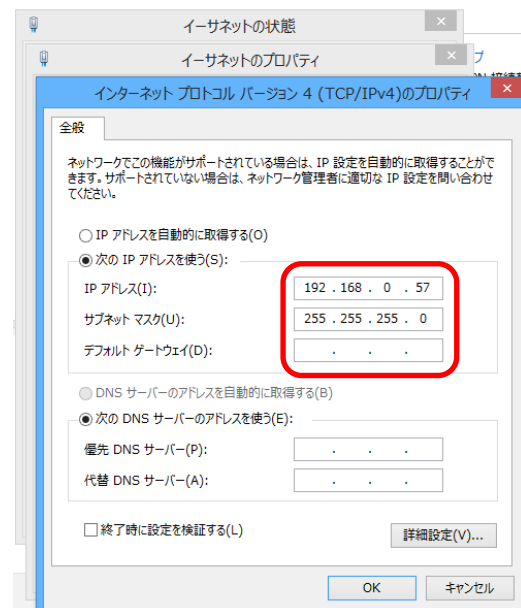 イーサネットの状態
イーサネットのプロパティ
プ
インターネット プロトコル バージョン 4 (TCP/IPv4)のプロパティ
全般
ネットワークでこの機能がサポートされている場合は、IP 設定を自動的に取得することがで
きます。サポートされていない場合は、ネットワーク管理者に適切な IP 設定を問い合わせ
てください。
IP アドレスを自動的に取得する(O)
次の IP アドレスを使う(S):
IP アドレス(I): 192 . 168 . 0 . 57
サブネット マスク(U): 255 . 255 . 255 . 0
デフォルト ゲートウェイ(D): . . .
DNS サーバーのアドレスを自動的に取得する(B)
次の DNS サーバーのアドレスを使う(E):
優先 DNS サーバー(P): . . .
代替 DNS サーバー(A): . . .
終了時に設定を検証する(L)
詳細設定(V)...
OK キャンセル